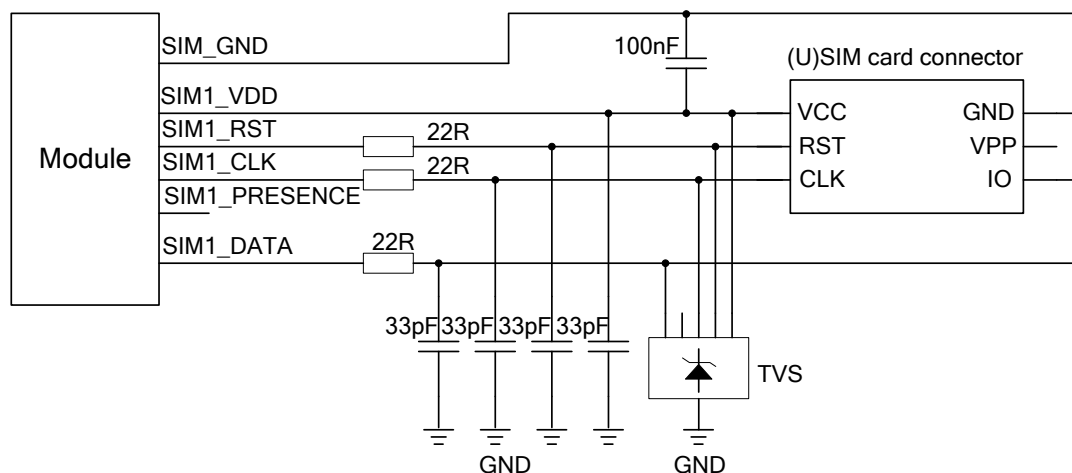 SIM_GND
100nF
(U)SIM card connector
SIM1_VDD
VCC
GND
SIM1_RST
22R
RST
VPP
Module
SIM1_CLK
22R
CLK
IO
SIM1_PRESENCE
SIM1_DATA
22R
33pF 33pF 33pF 33pF
TVS
GND
GND